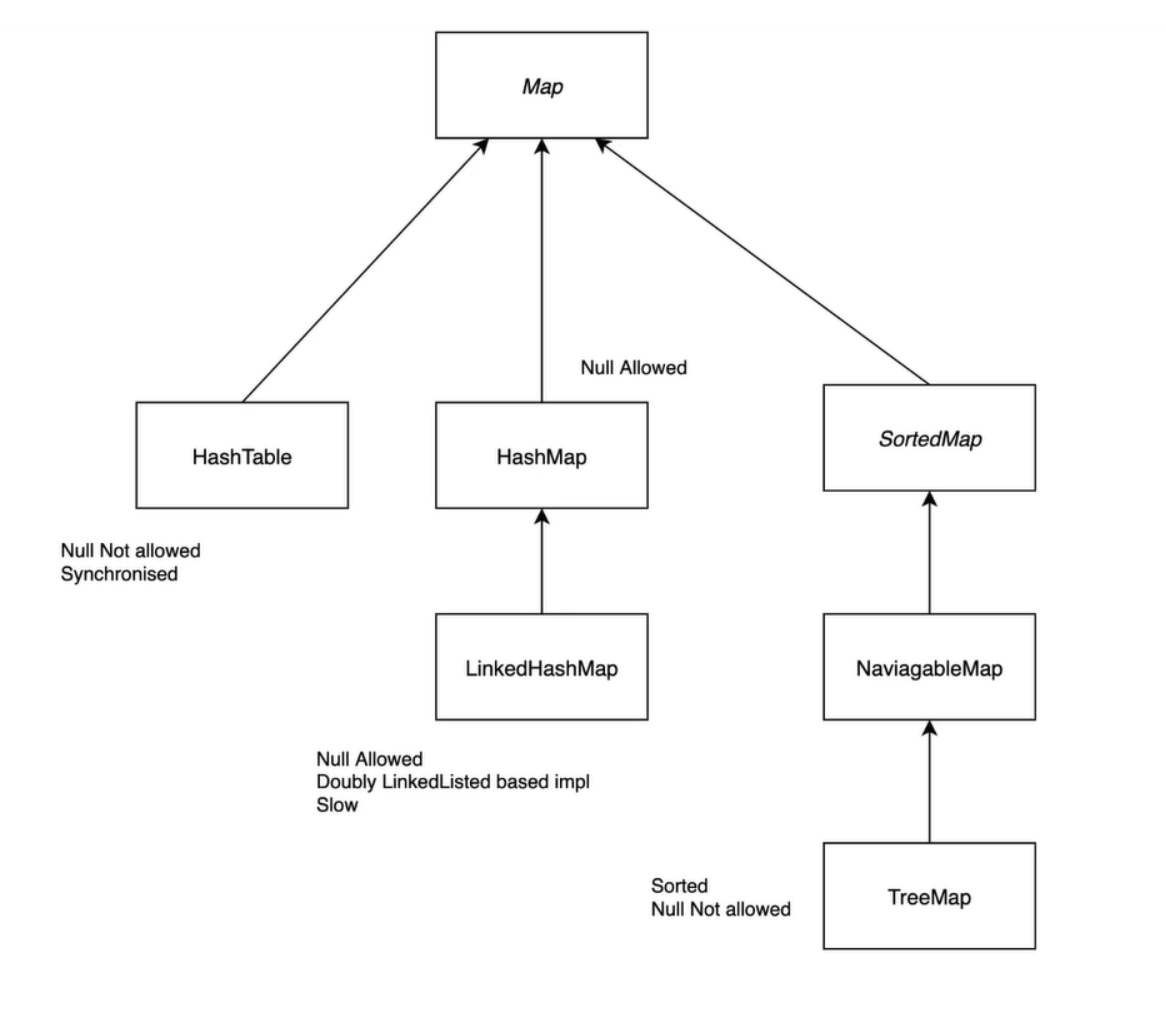 Map
Null Allowed
HashTable
HashMap
SortedMap
Null Not allowed
Synchronised
LinkedHashMap
NaviagableMap
Null Allowed
Doubly LinkedListed based impl
Slow
Sorted
Null Not allowed
TreeMap